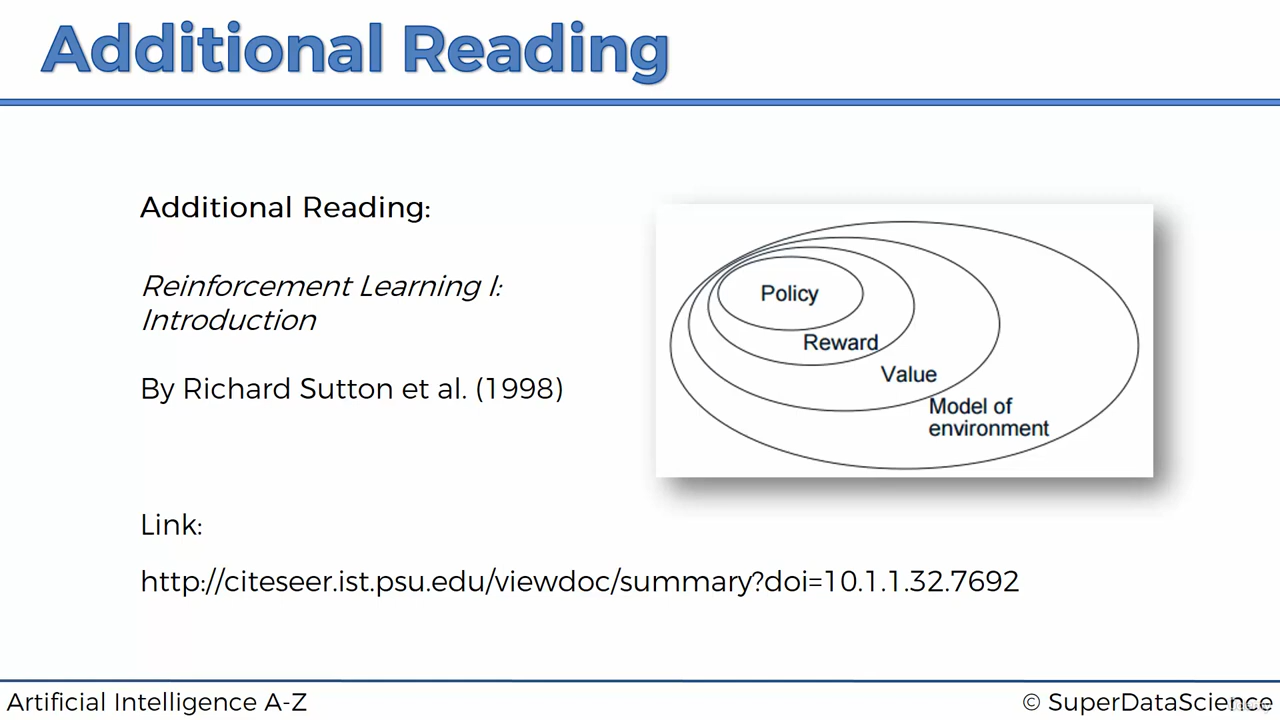 Additional Reading
Additional Reading:
Reinforcement Learning I:
Introduction
By Richard Sutton et al. (1998)
Policy
Reward
Value
Model of
environment
Link:
http://citeseer.ist.psu.edu/viewdoc/summary?doi=10.1.1.32.7692
Artificial Intelligence A-Z
© SuperDataScience